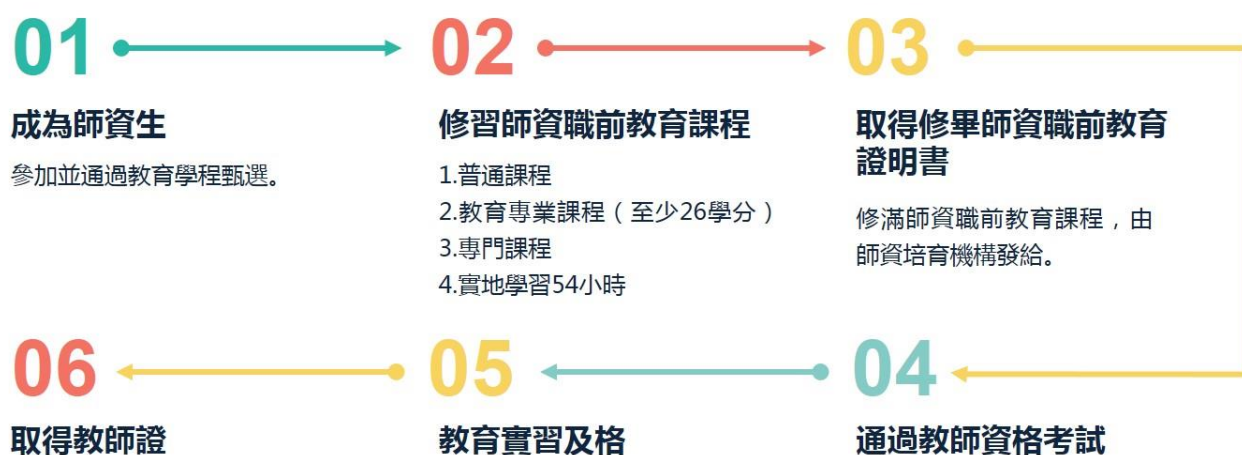 01
成為師資生
參加並通過教育學程甄選。
02
修習師資職前教育課程
1.普通課程
2.教育專業課程（至少26學分）
3.專門課程
4.實地學習54小時
03
取得修畢師資職前教育
證明書
修滿師資職前教育課程，由
師資培育機構發給。
04
通過教師資格考試
05
教育實習及格
06
取得教師證